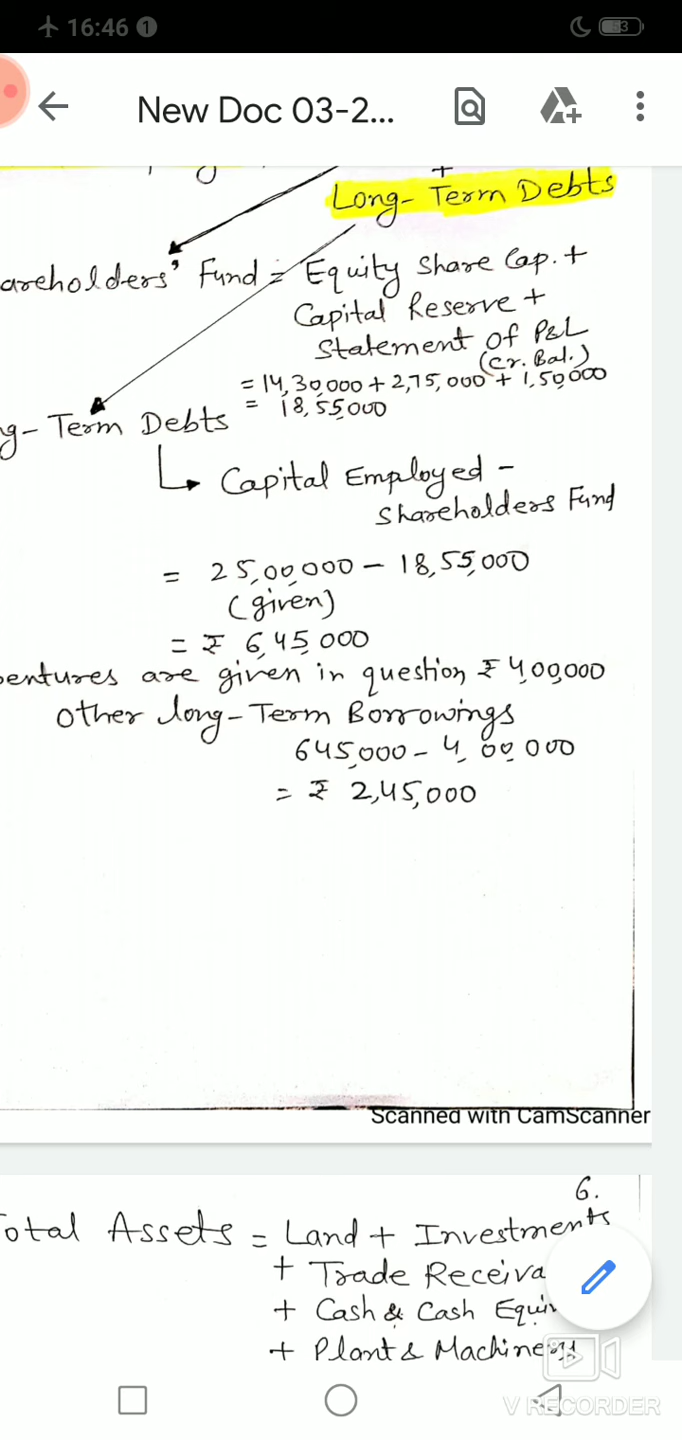 16:46 1
53
New Doc 03-2...
+
Long-Term Debts
areholders' Fund = Equity Share Cap. +
Capital Reserve +
Statement of P&L
(Cr. Bal.)
= 14,30,000 + 2,75,000 + 1,50,000
= 18,55,000
g-Term Debts
Capital Employed -
Shareholders Fund
= 25,00,000 - 18,55,000
(given)
= ₹ 6,45,000
entures are given in question ₹ 4,00,000
Other long-Term Borrowings
645,000 - 4,00,000
= ₹ 2,45,000
Scanned with CamScanner
6.
otal Assets = Land + Investments
+ Trade Receiva
+ Cash & Cash Equiv
+ Plant & Machinery
V RECORDER